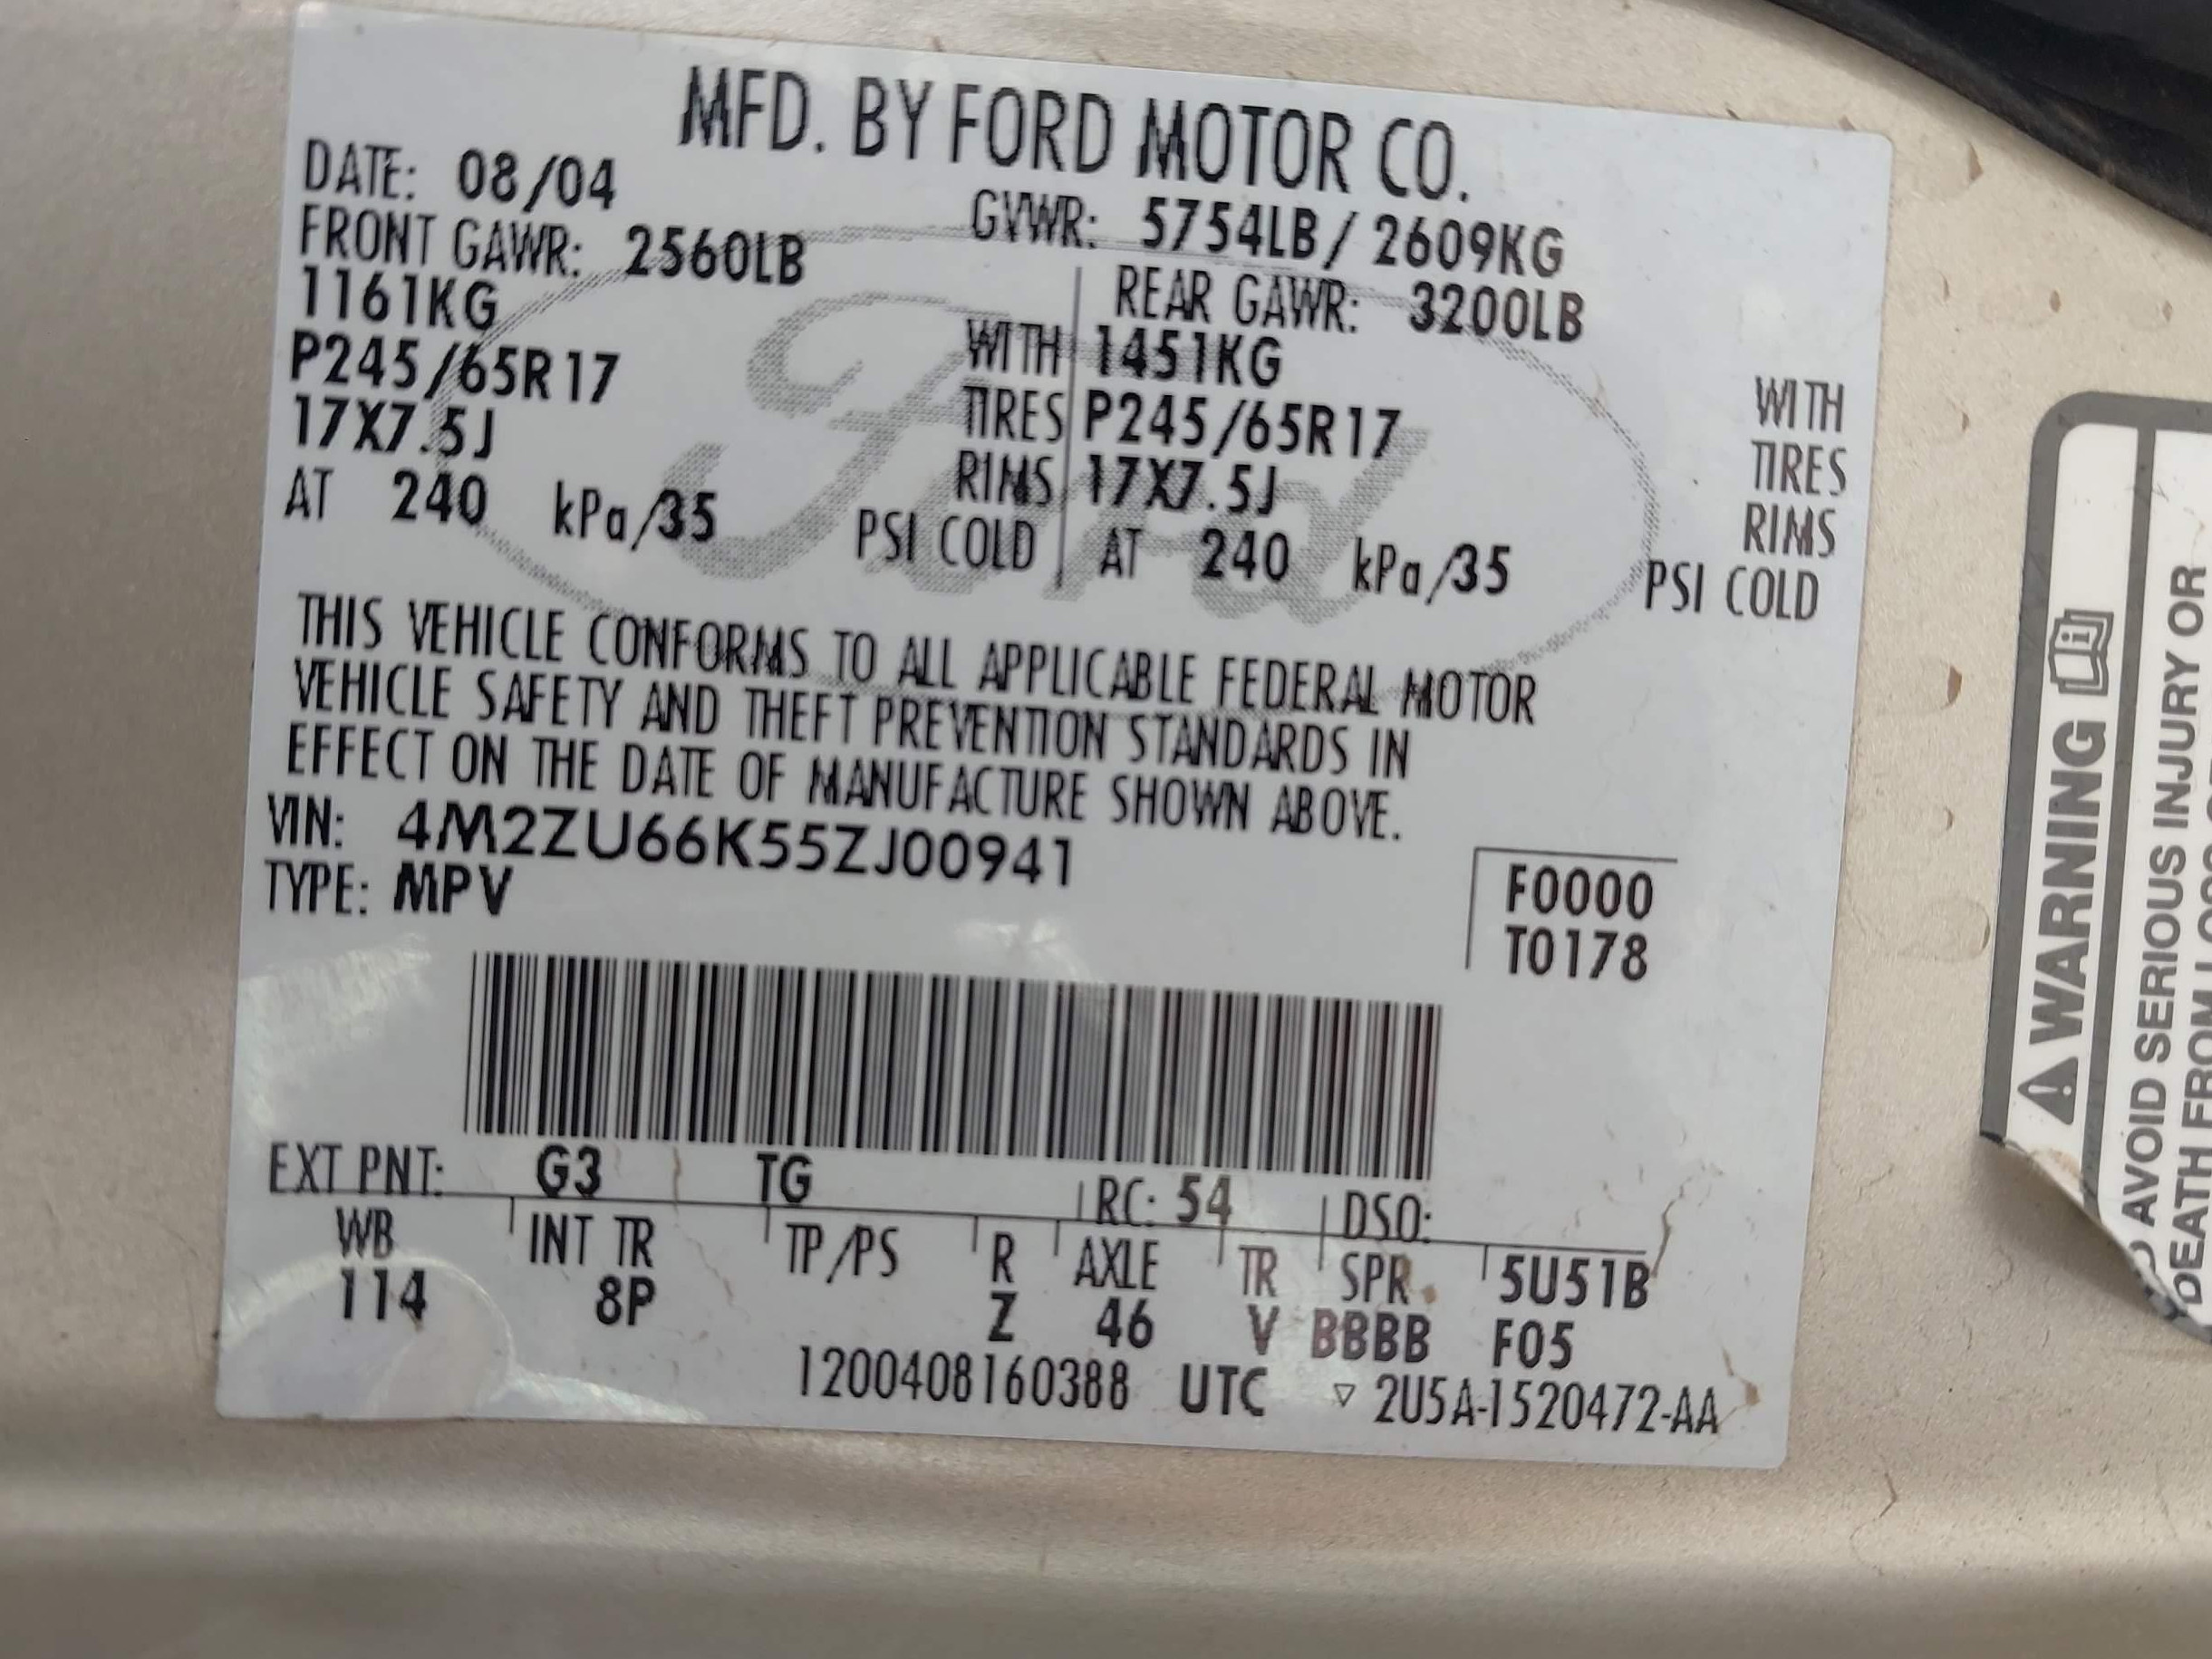 MFD. BY FORD MOTOR CO.
DATE: 08/04 GVWR: 5754LB/2609KG
FRONT GAWR: 2560LB REAR GAWR: 3200LB
1161KG WITH 1451KG WITH
P245/65R17 TIRES P245/65R17 TIRES
17X7.5J RIMS 17X7.5J RIMS
AT 240 kPa/35 PSI COLD AT 240 kPa/35 PSI COLD
Ford
THIS VEHICLE CONFORMS TO ALL APPLICABLE FEDERAL MOTOR
VEHICLE SAFETY AND THEFT PREVENTION STANDARDS IN
EFFECT ON THE DATE OF MANUFACTURE SHOWN ABOVE.
VIN: 4M2ZU66K55ZJ00941
TYPE: MPV
F0000
T0178
EXT PNT: G3 TG RC: 54 DSO:
WB INT TR TP/PS R AXLE TR SPR 5U51B
114 8P Z 46 V BBBB F05
1200408160388 UTC ▽ 2U5A-1520472-AA
WARNING
AVOID SERIOUS INJURY OR
DEATH FROM